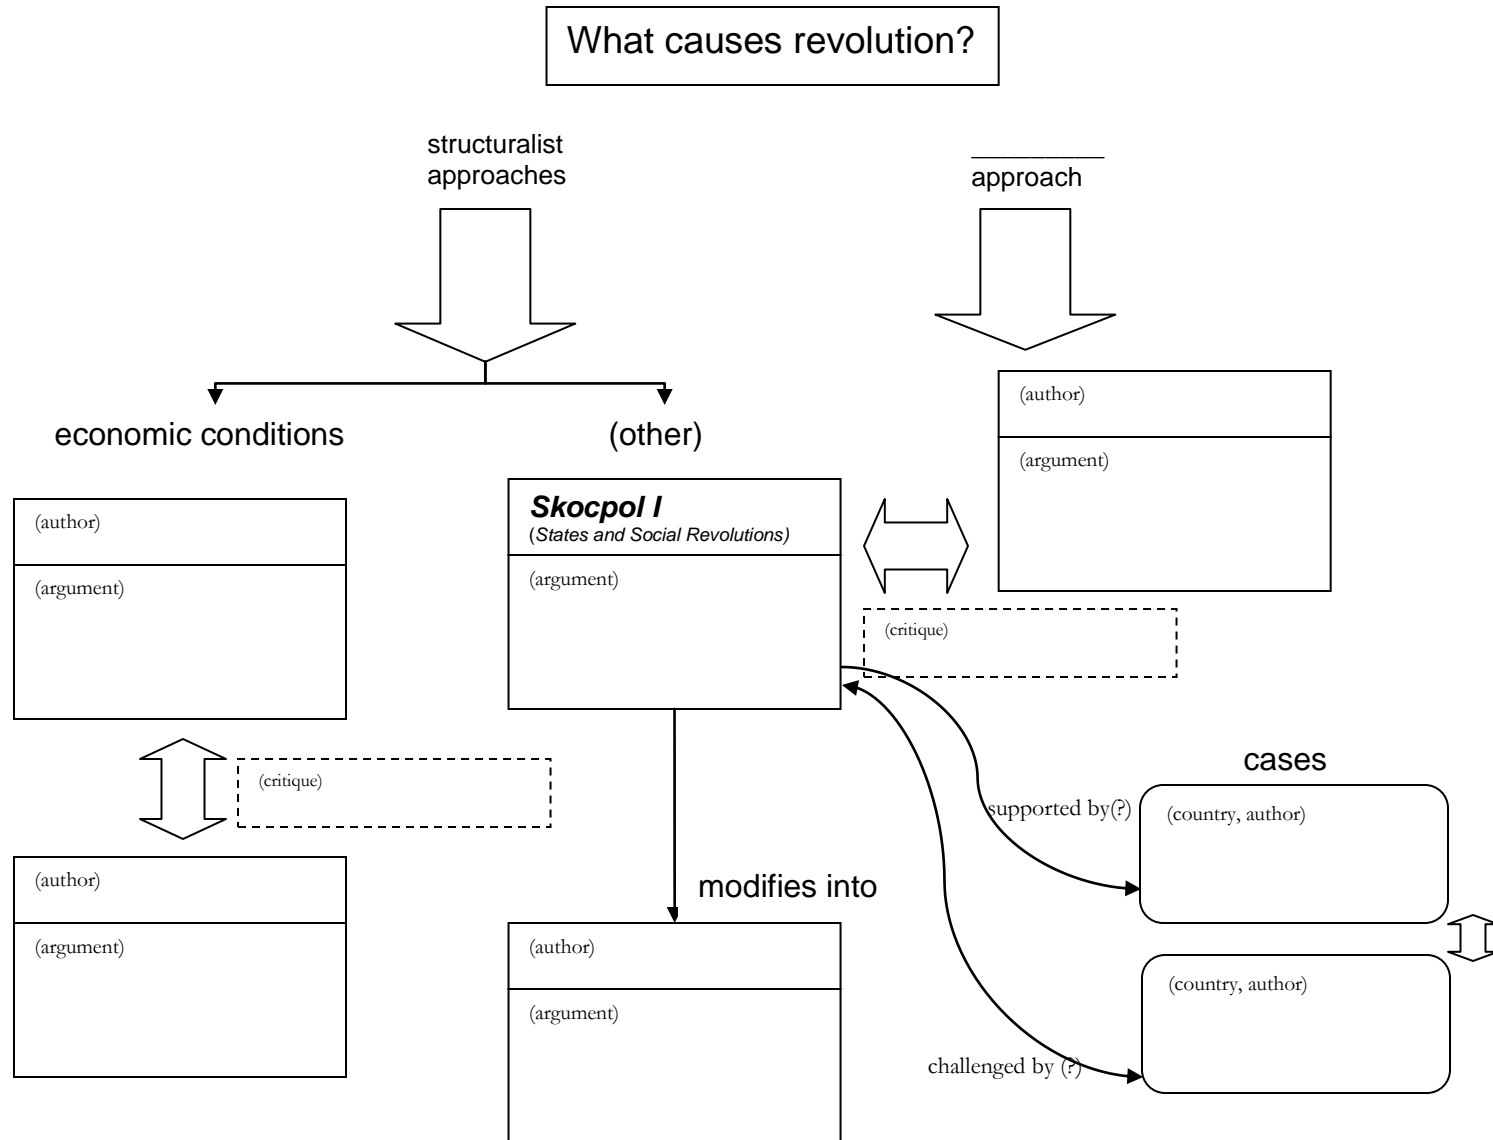 What causes revolution?
structuralist
approaches
_________
approach
economic conditions
(other)
(author)
(argument)
Skocpol I
(States and Social Revolutions)
(argument)
(author)
(argument)
(critique)
(critique)
(author)
(argument)
modifies into
(author)
(argument)
cases
supported by(?)
(country, author)
(country, author)
challenged by (?)